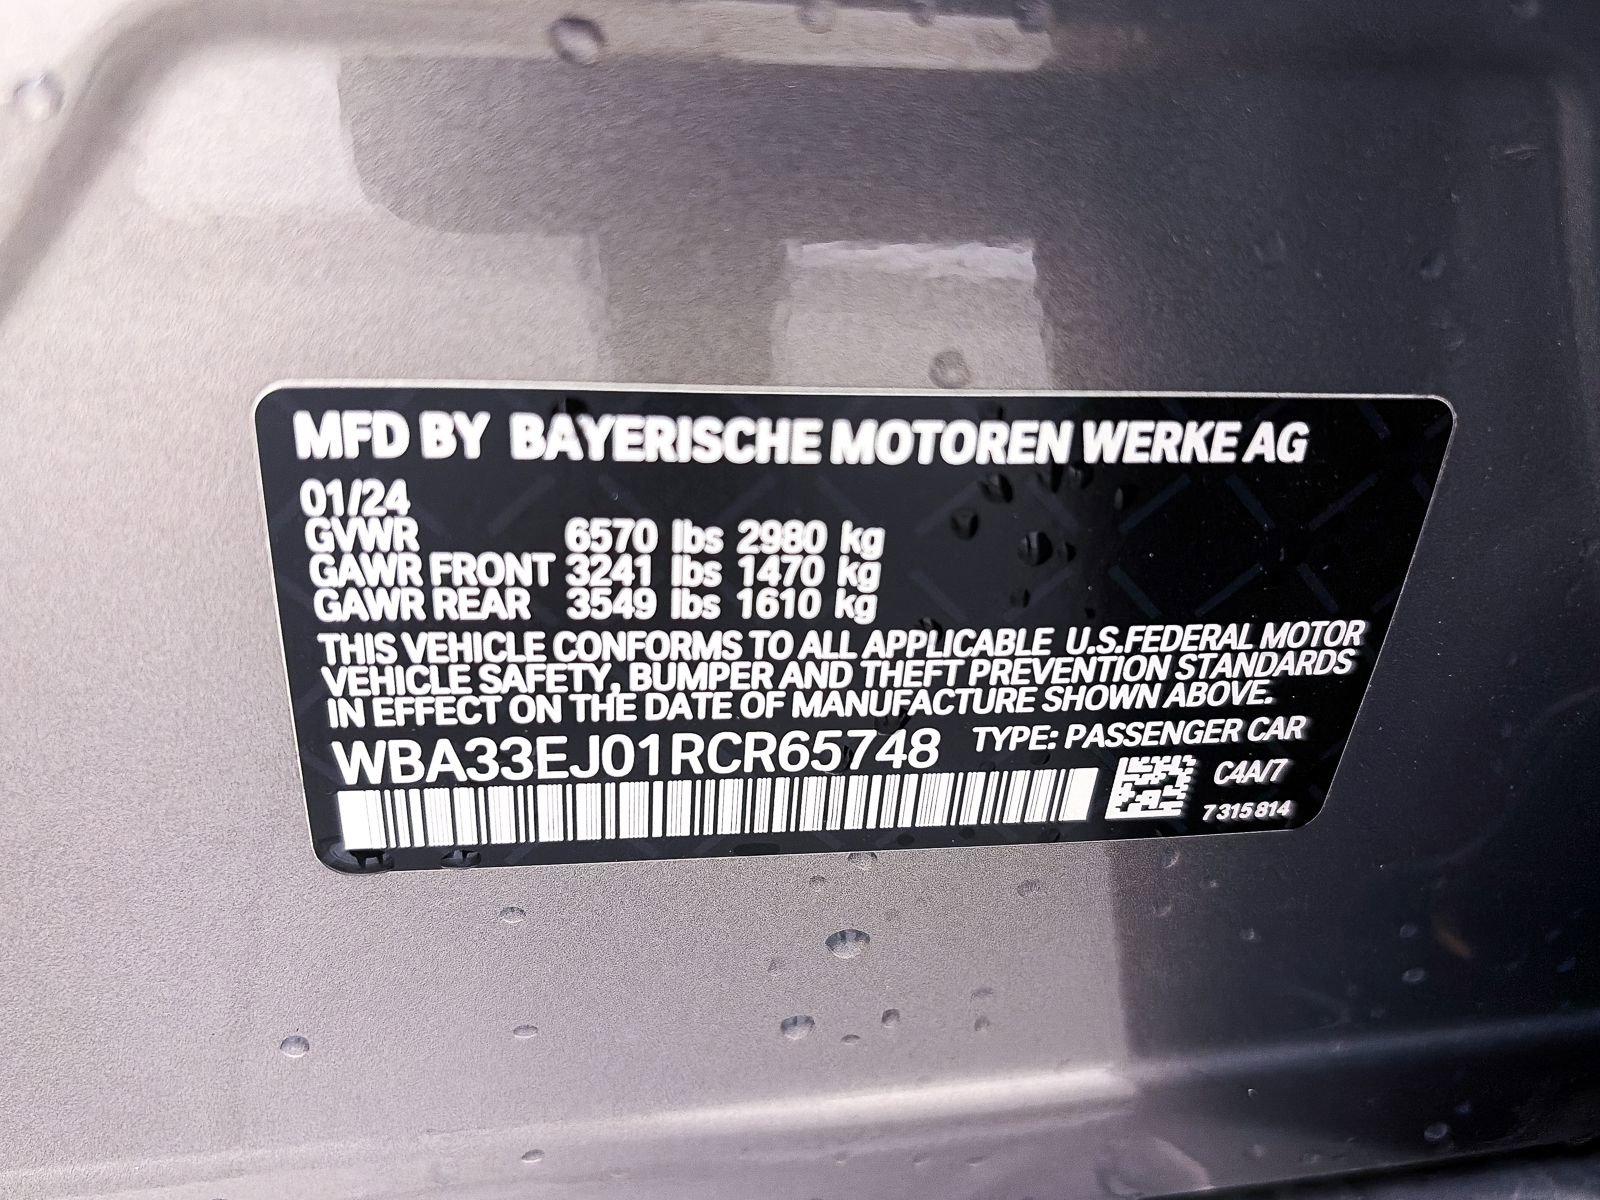 MFD BY BAYERISCHE MOTOREN WERKE AG
01/24
GVWR 6570 lbs 2980 kg
GAWR FRONT 3241 lbs 1470 kg
GAWR REAR 3549 lbs 1610 kg
THIS VEHICLE CONFORMS TO ALL APPLICABLE U.S.FEDERAL MOTOR
VEHICLE SAFETY, BUMPER AND THEFT PREVENTION STANDARDS
IN EFFECT ON THE DATE OF MANUFACTURE SHOWN ABOVE.
WBA33EJ01RCR65748 TYPE: PASSENGER CAR
C4A/7
7 315 814